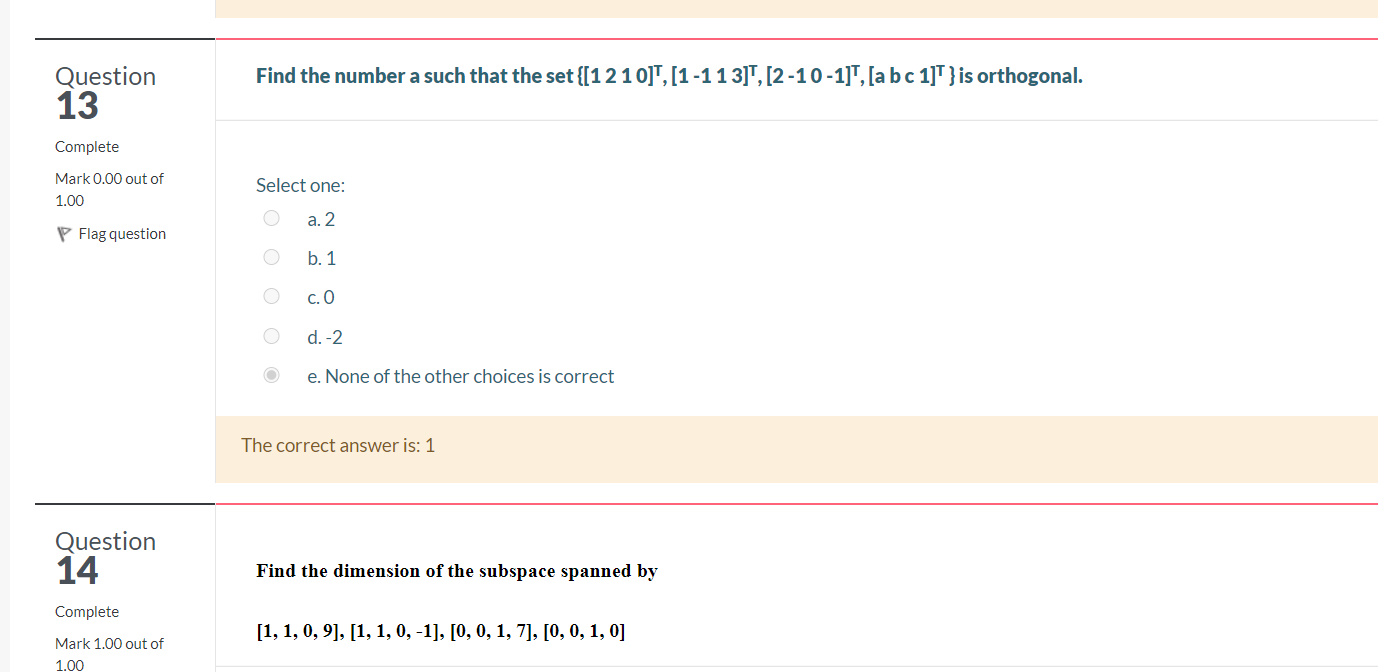 Question
13
Complete
Mark 0.00 out of
1.00
Flag question
Find the number a such that the set {[1 2 1 0]ᵀ, [1 -1 1 3]ᵀ, [2 -1 0 -1]ᵀ, [a b c 1]ᵀ } is orthogonal.
Select one:
a. 2
b. 1
c. 0
d. -2
e. None of the other choices is correct
The correct answer is: 1
Question
14
Complete
Mark 1.00 out of
1.00
Find the dimension of the subspace spanned by
[1, 1, 0, 9], [1, 1, 0, -1], [0, 0, 1, 7], [0, 0, 1, 0]